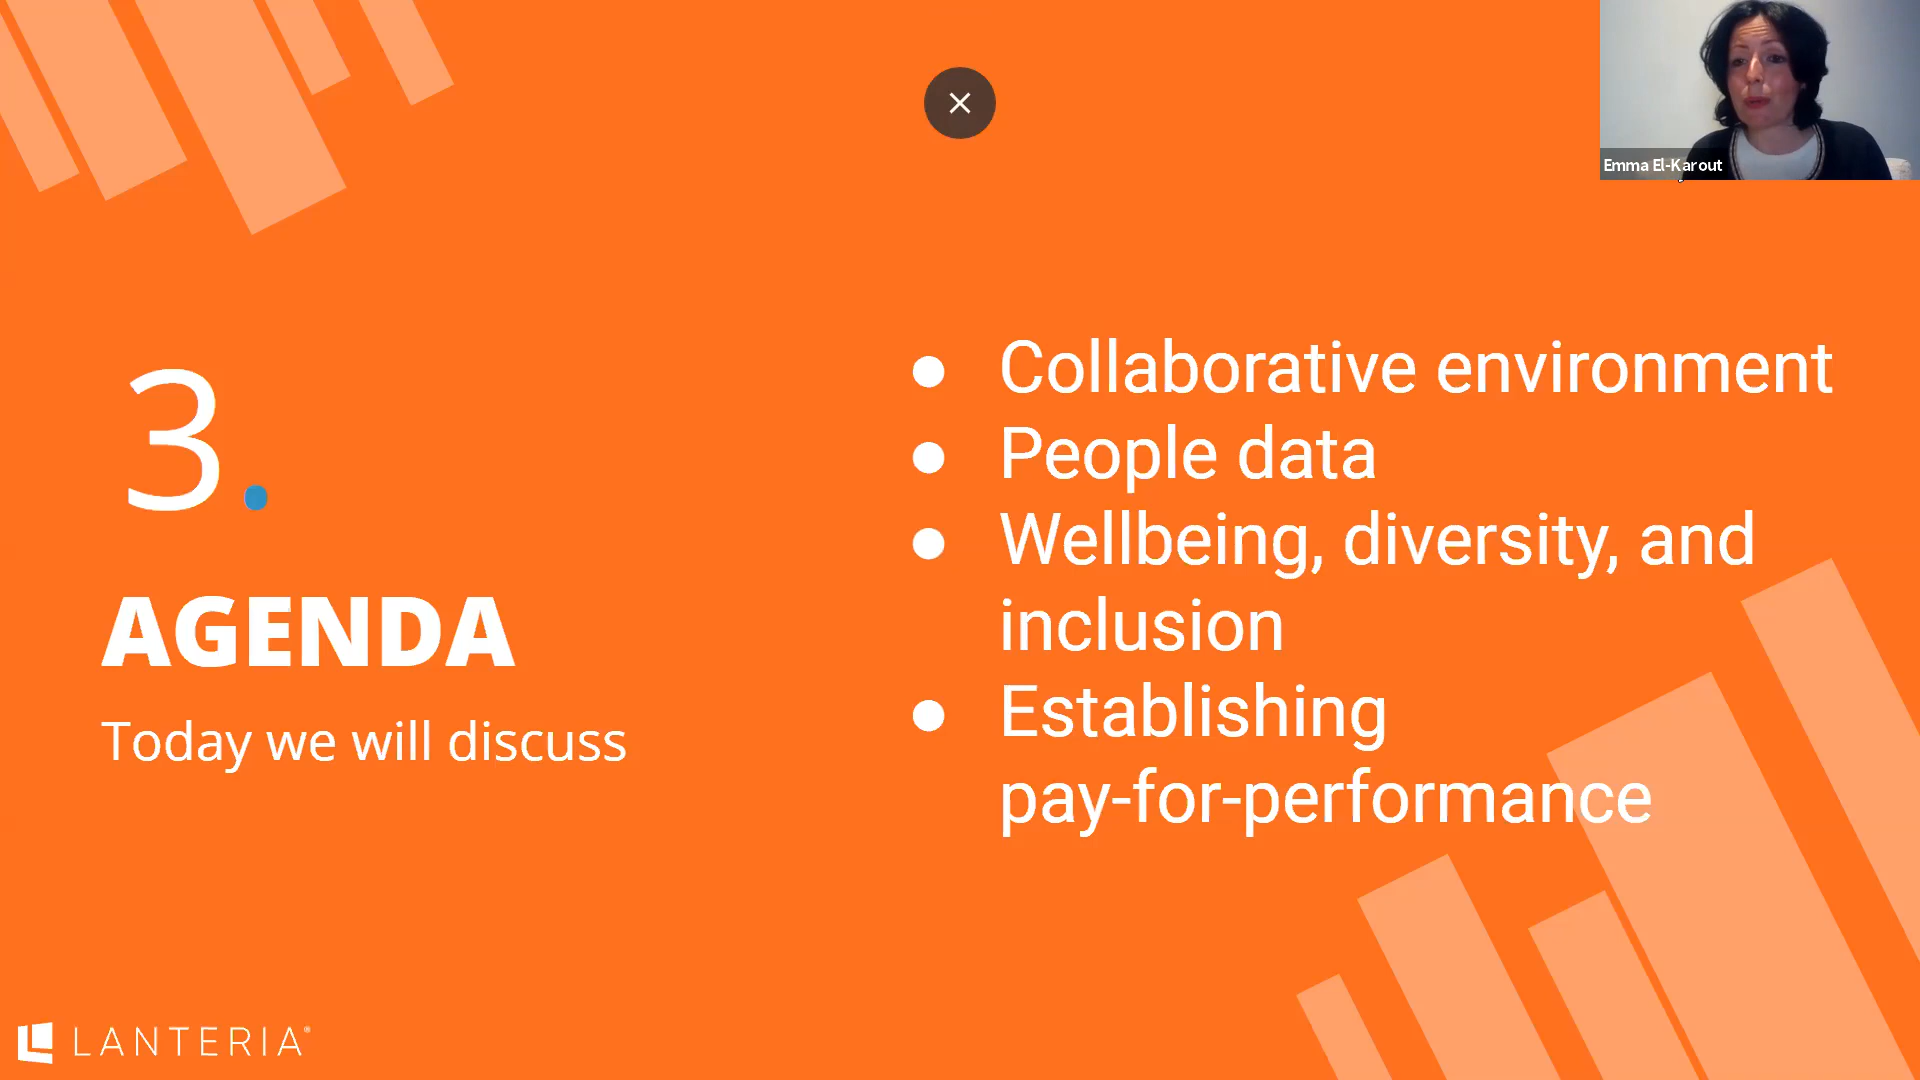 Emma El-Karout
3.
AGENDA
Today we will discuss
● Collaborative environment
● People data
● Wellbeing, diversity, and
inclusion
● Establishing
pay-for-performance
LANTERIA®